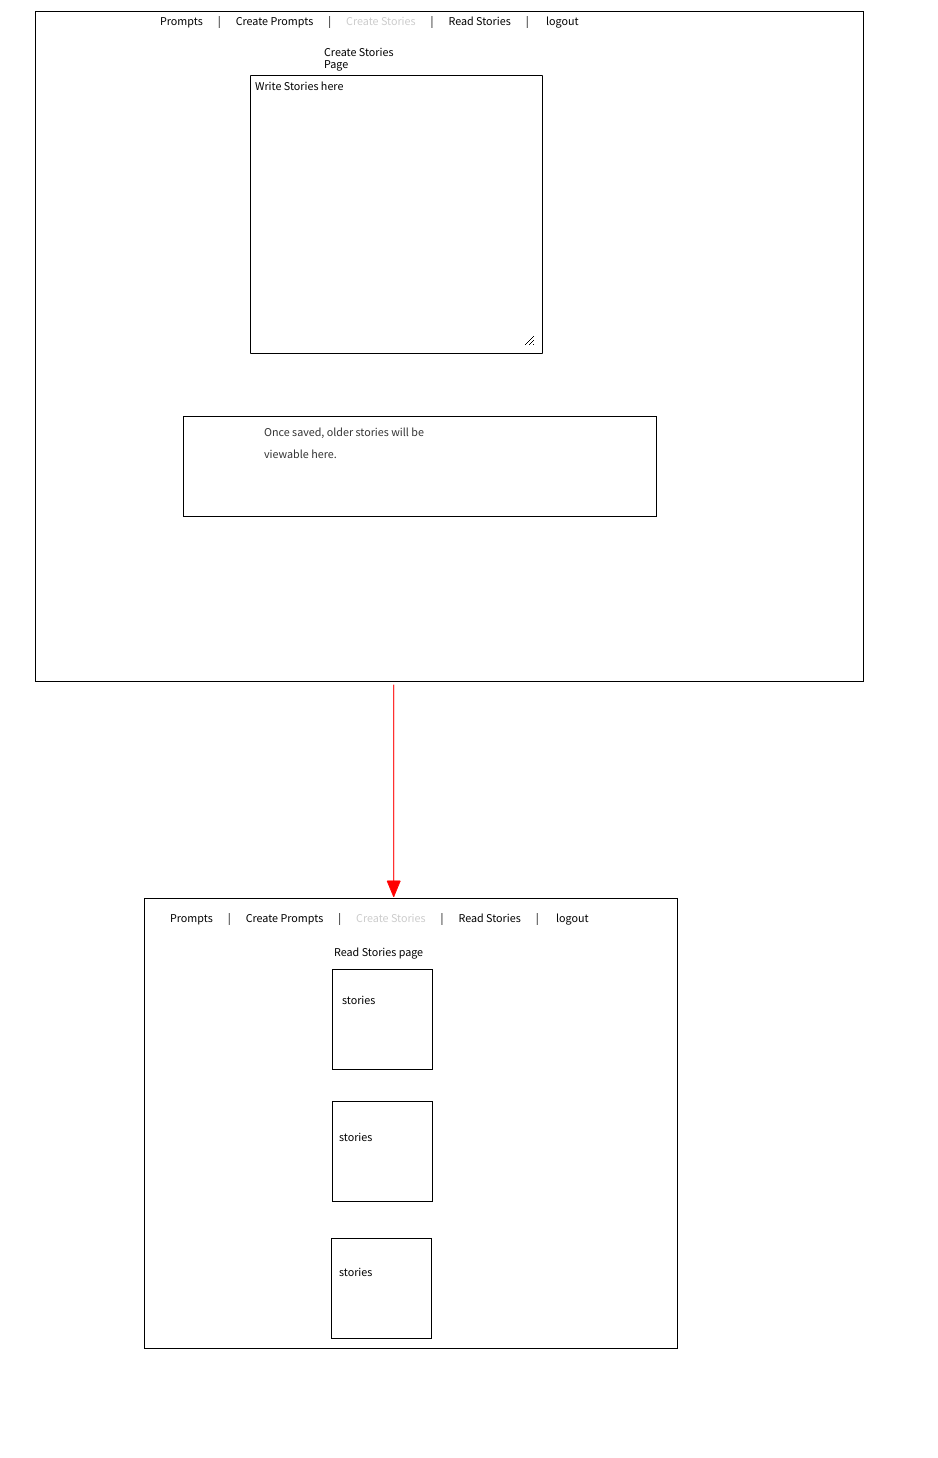 Prompts | Create Prompts | Create Stories | Read Stories | logout
Create Stories
Page
Write Stories here
Once saved, older stories will be
viewable here.
Prompts | Create Prompts | Create Stories | Read Stories | logout
Read Stories page
stories
stories
stories